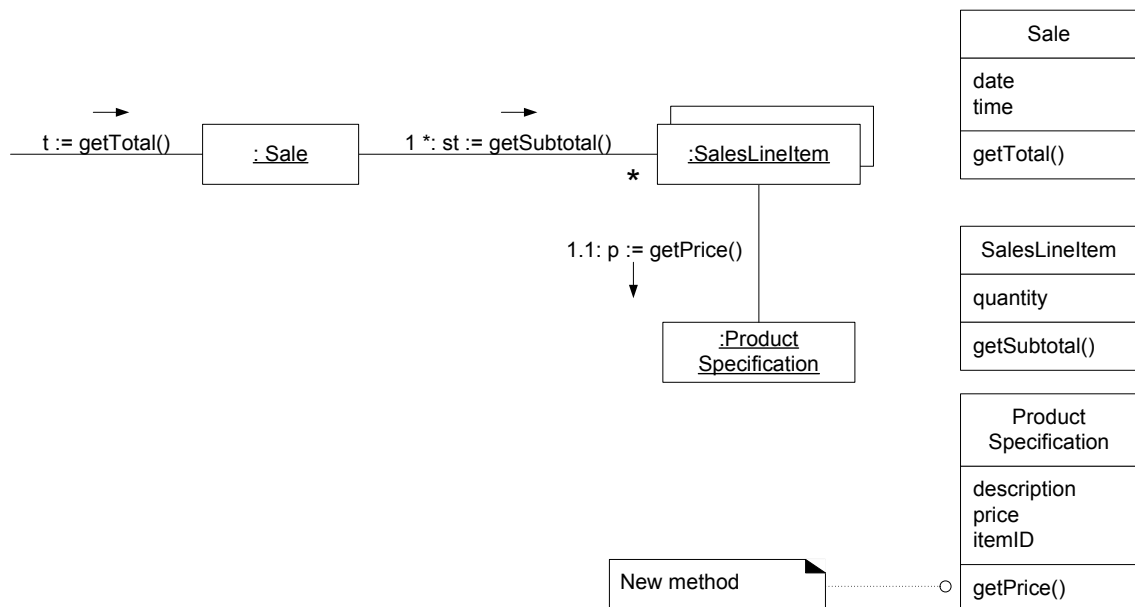 t := getTotal()
: Sale
1 *: st := getSubtotal()
:SalesLineItem
*
1.1: p := getPrice()
:Product
Specification
Sale
date
time
getTotal()
SalesLineItem
quantity
getSubtotal()
Product
Specification
description
price
itemID
getPrice()
New method